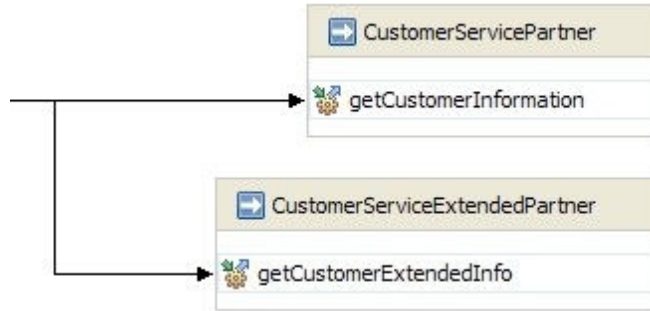 CustomerServicePartner
getCustomerInformation
CustomerServiceExtendedPartner
getCustomerExtendedInfo